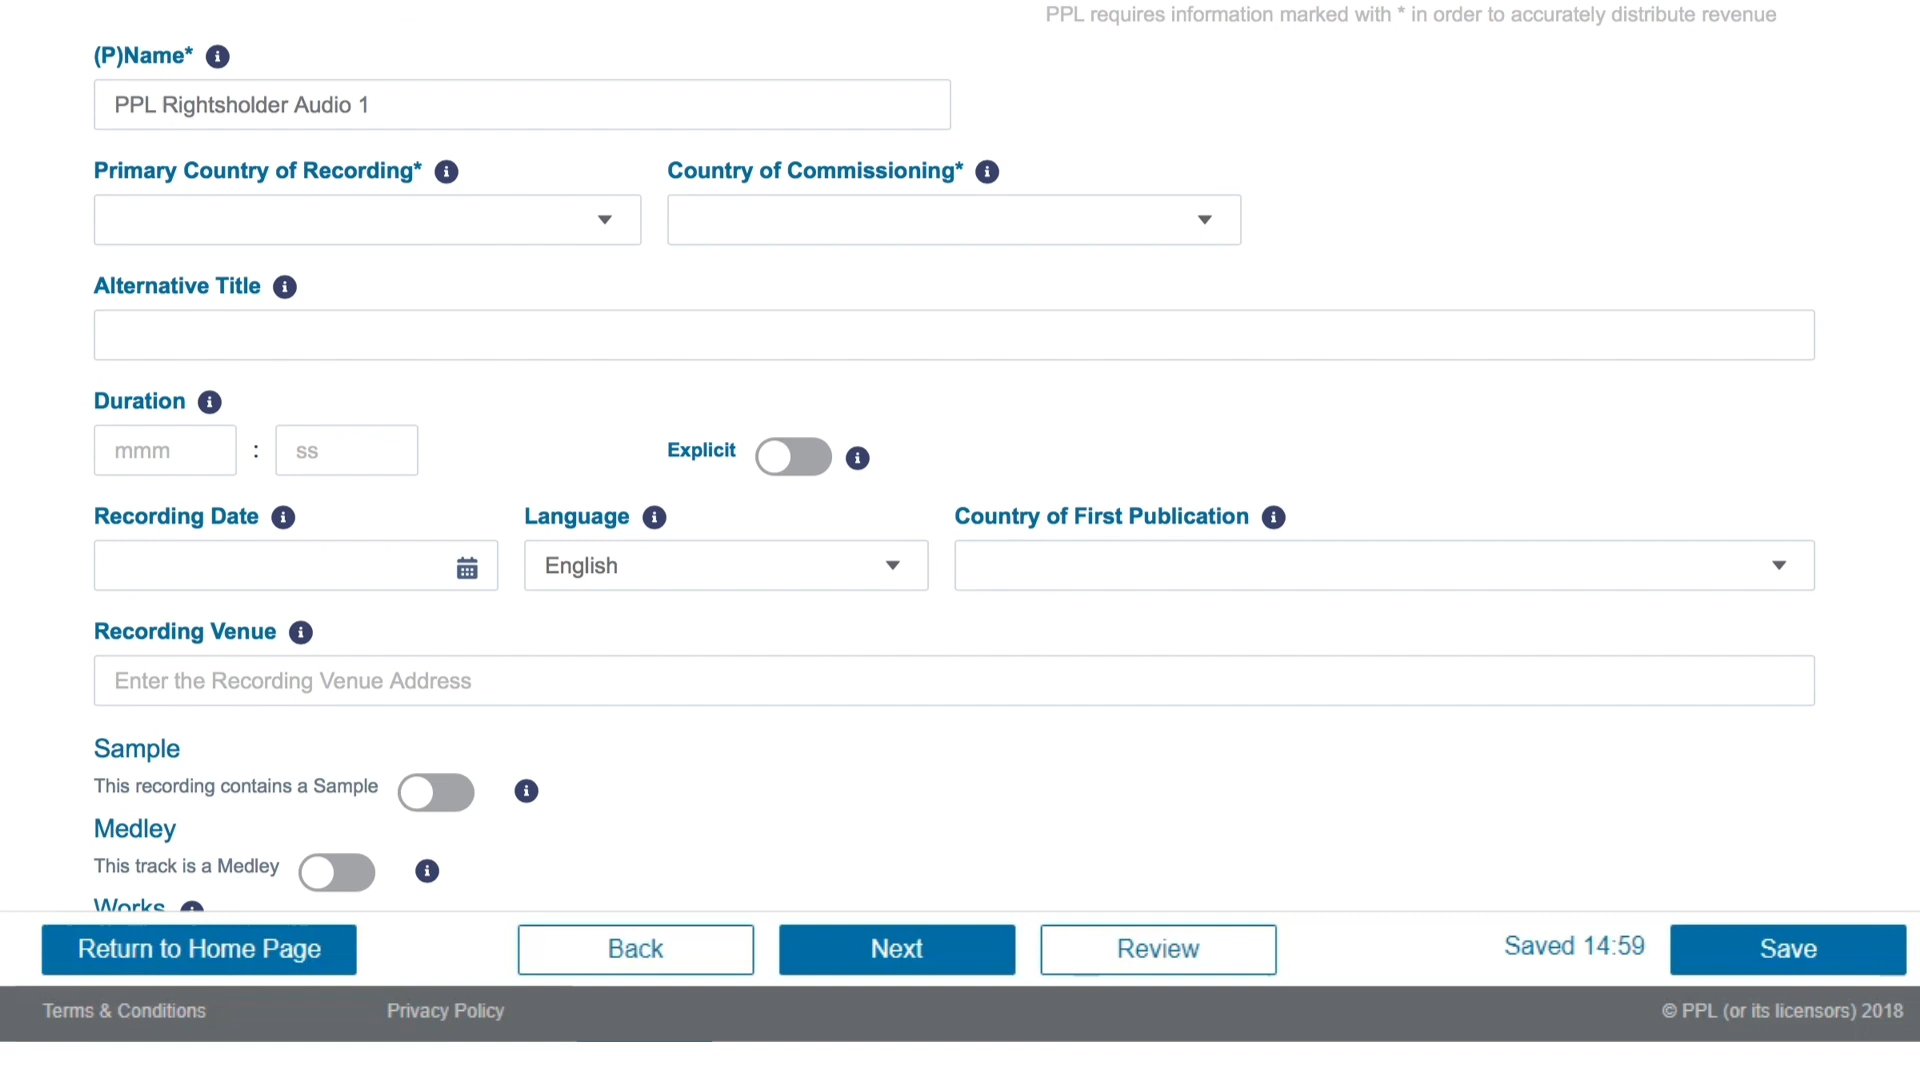 PPL requires information marked with * in order to accurately distribute revenue
(P)Name*
PPL Rightsholder Audio 1
Primary Country of Recording* Country of Commissioning*
Alternative Title
Duration
mmm : ss
Explicit
Recording Date Language Country of First Publication
English
Recording Venue
Enter the Recording Venue Address
Sample
This recording contains a Sample
Medley
This track is a Medley
Works
Return to Home Page Back Next Review Saved 14:59 Save
Terms & Conditions Privacy Policy © PPL (or its licensors) 2018